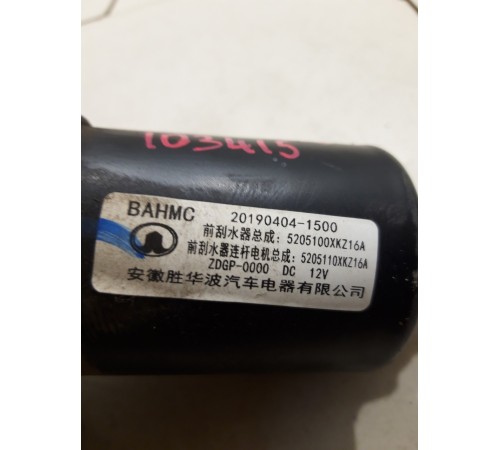 103415
BAHMC 20190404-1500
前刮水器总成: 5205100XKZ16A
前刮水器连杆电机总成: 5205110XKZ16A
ZDGP-0000 DC 12V
安徽胜华波汽车电器有限公司